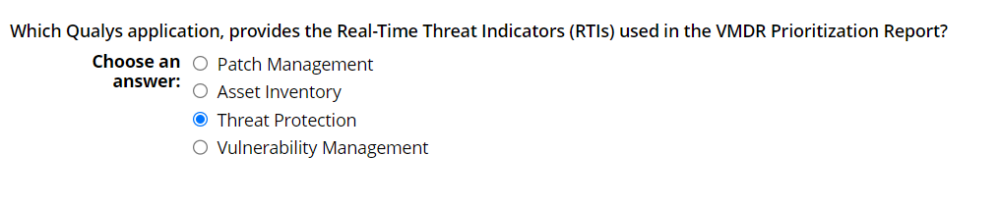 Which Qualys application, provides the Real-Time Threat Indicators (RTIs) used in the VMDR Prioritization Report?
Choose an answer:
Patch Management
Asset Inventory
Threat Protection
Vulnerability Management